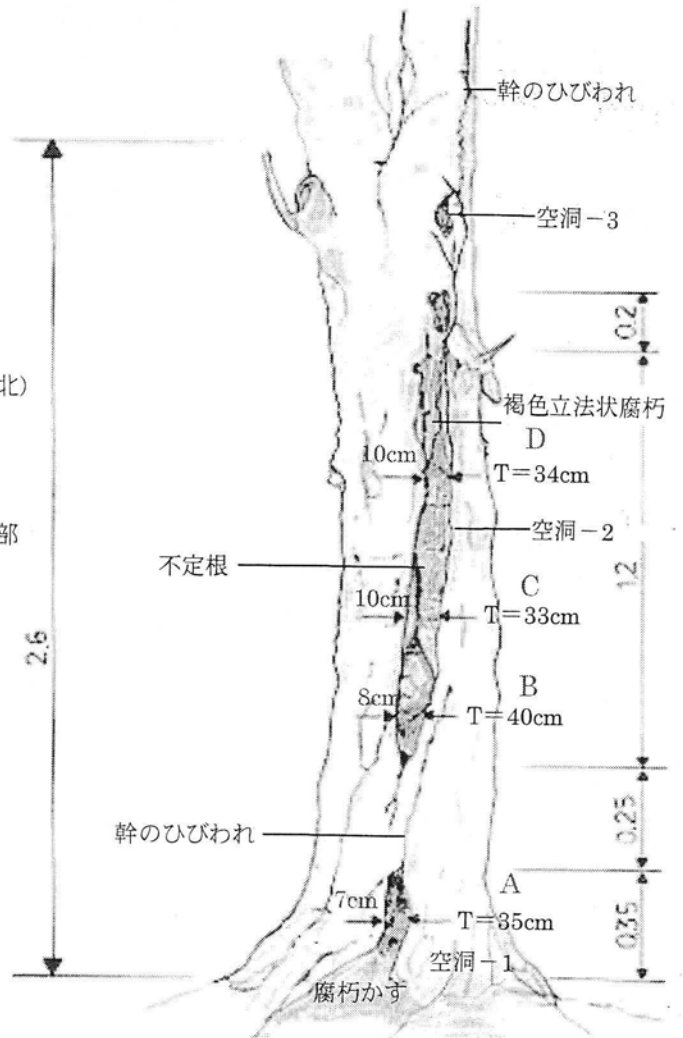 幹のひびわれ
空洞－3
0.2
北）
褐色立法状腐朽
D
10cm
T＝34cm
部
空洞－2
不定根
12
C
10cm
T＝33cm
2.6
B
8cm
T＝40cm
幹のひびわれ
0.25
A
7cm
T＝35cm
0.35
空洞－1
腐朽かす